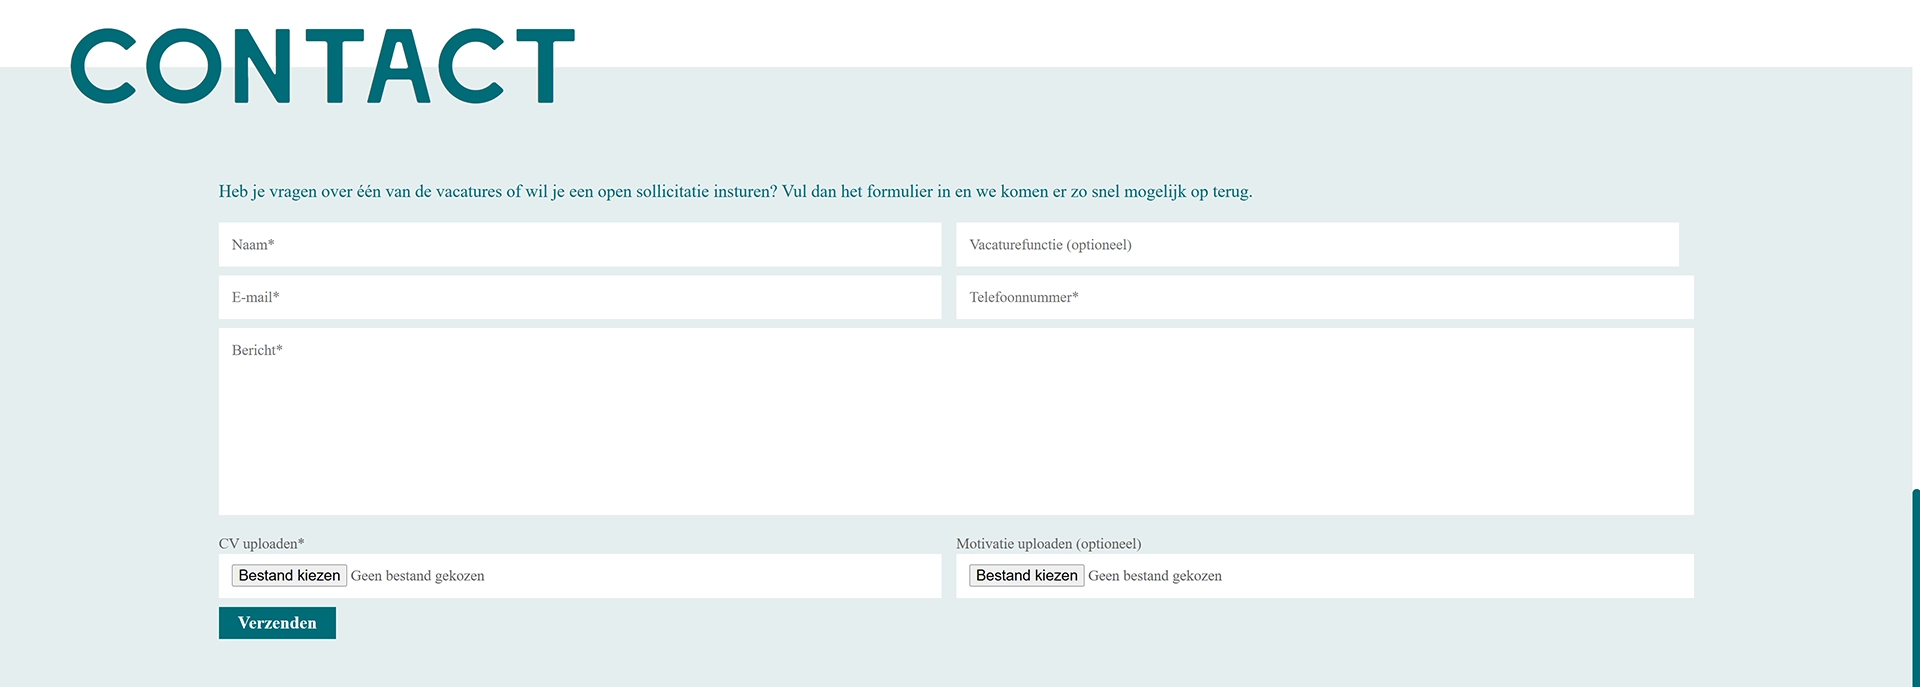 CONTACT
Heb je vragen over één van de vacatures of wil je een open sollicitatie insturen? Vul dan het formulier in en we komen er zo snel mogelijk op terug.
Naam*
Vacaturefunctie (optioneel)
E-mail*
Telefoonnummer*
Bericht*
CV uploaden*
Motivatie uploaden (optioneel)
Bestand kiezen Geen bestand gekozen
Bestand kiezen Geen bestand gekozen
Verzenden